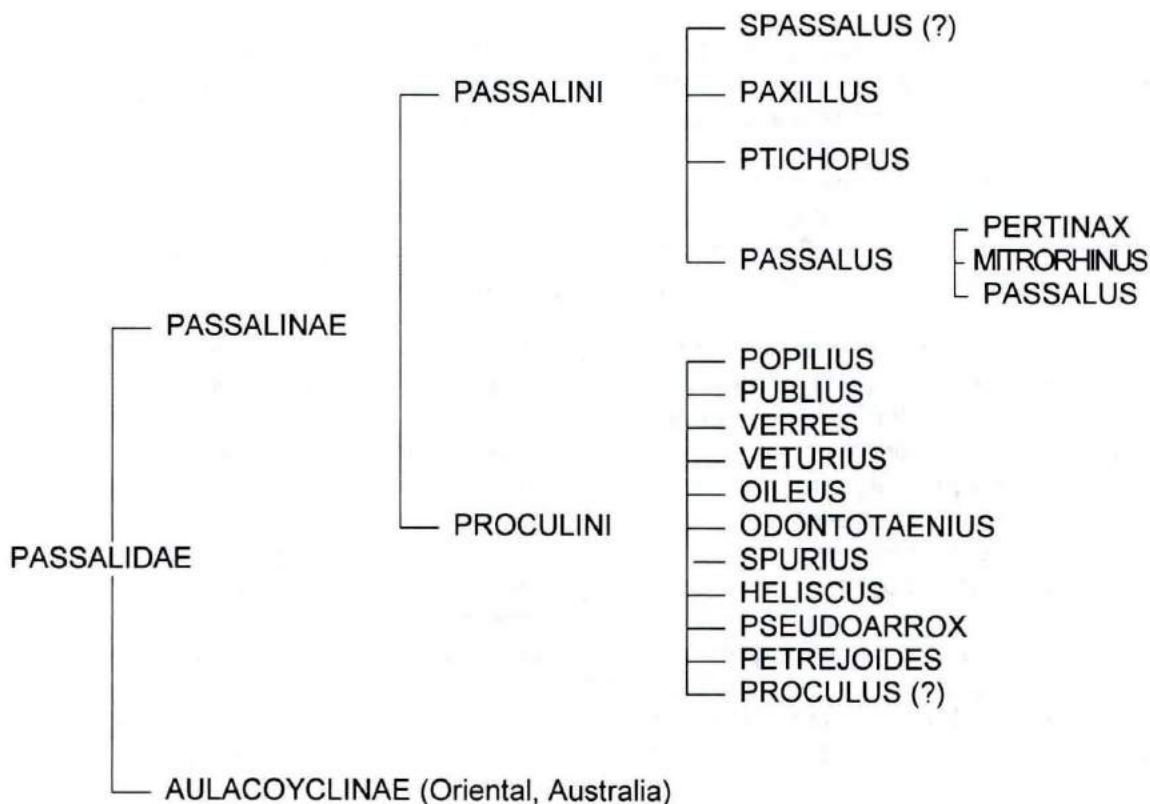 SPASSALUS (?)
PASSALINI
PAXILLUS
PTICHOPUS
PERTINAX
PASSALUS
MITRORHINUS
PASSALUS
PASSALINAE
POPILIUS
PUBLIUS
VERRES
VETURIUS
OILEUS
PROCULINI
ODONTOTAENIUS
PASSALIDAE
SPURIUS
HELISCUS
PSEUDOARROX
PETREJOIDES
PROCULUS (?)
AULACOYCLINAE (Oriental, Australia)